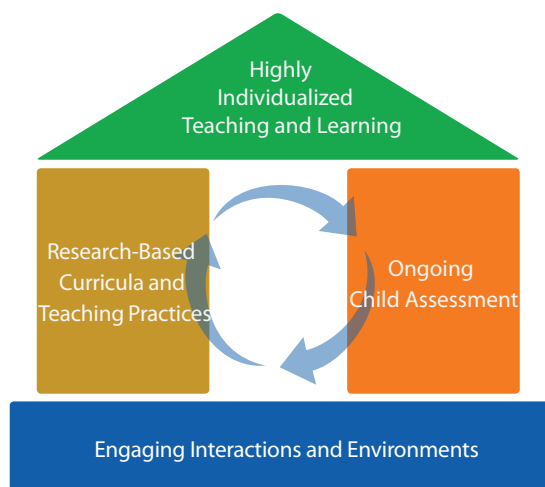 Highly
Individualized
Teaching and Learning
Research-Based
Curricula and
Teaching Practices
Ongoing
Child Assessment
Engaging Interactions and Environments